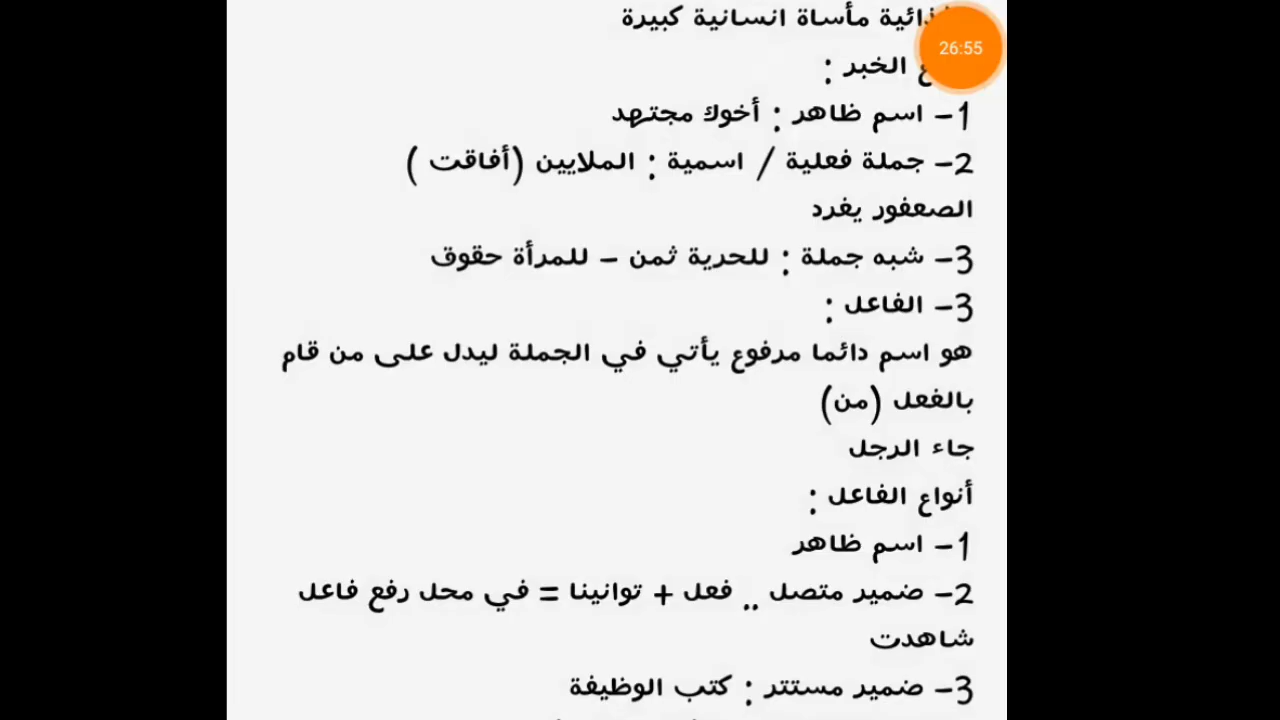 مأساة انسانية كبيرة
26:55
الخبر :
1- اسم ظاهر : أخوك مجتهد
2- جملة فعلية / اسمية : الملايين (أفاقت )
الصعفور يغرد
3- شبه جملة : للحرية ثمن - للمرأة حقوق
3- الفاعل :
هو اسم دائما مرفوع يأتي في الجملة ليدل على من قام
بالفعل (من)
جاء الرجل
أنواع الفاعل :
1- اسم ظاهر
2- ضمير متصل .. فعل + توانينا = في محل رفع فاعل
شاهدت
3- ضمير مستتر : كتب الوظيفة